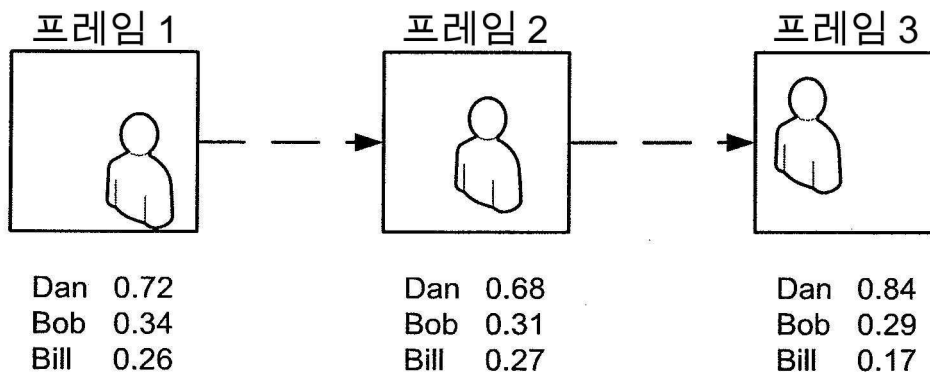 프레임 1
프레임 2
프레임 3
Dan 0.72
Bob 0.34
Bill 0.26
Dan 0.68
Bob 0.31
Bill 0.27
Dan 0.84
Bob 0.29
Bill 0.17